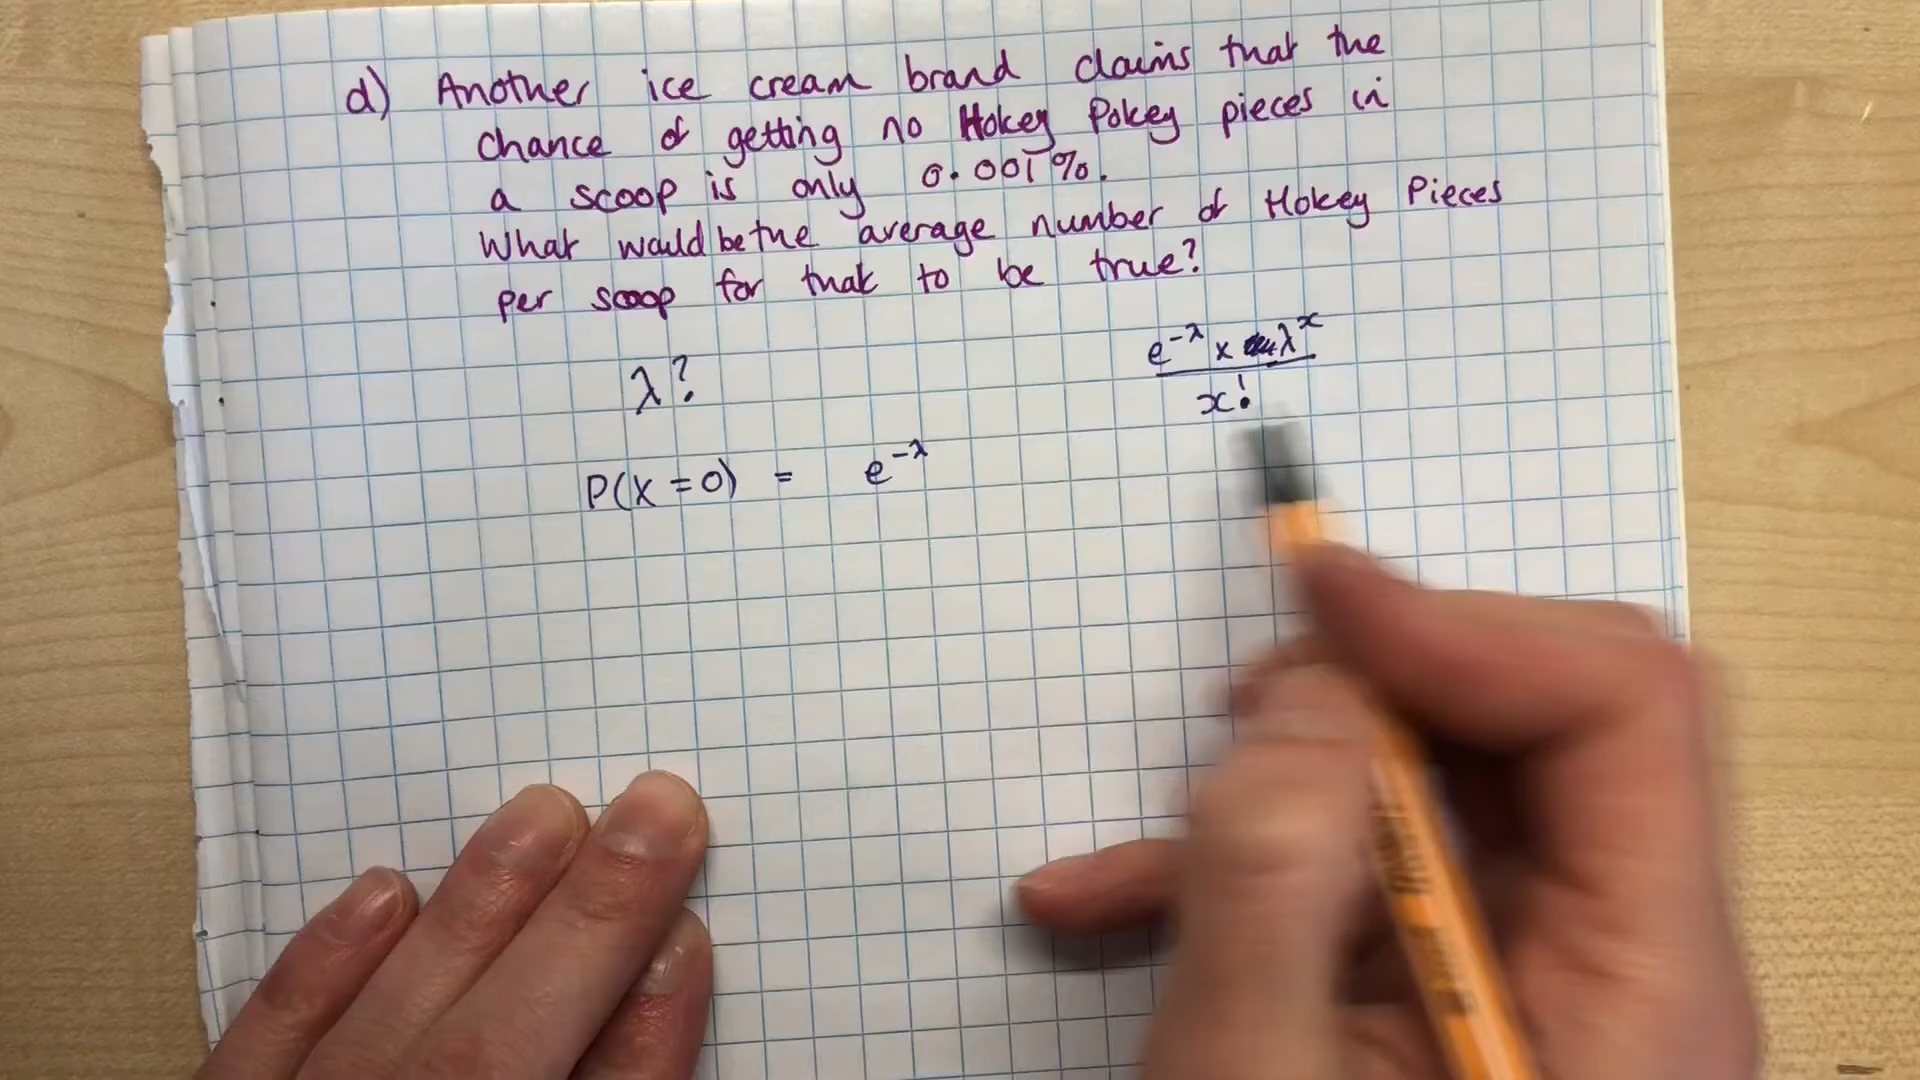 d) Another ice cream brand claims that the
chance of getting no Hokey Pokey pieces in
a scoop is only 0.001%.
What would be the average number of Hokey Pieces
per scoop for that to be true?
λ?
e^-λ x λ^x
x!
P(X = 0) = e^-λ